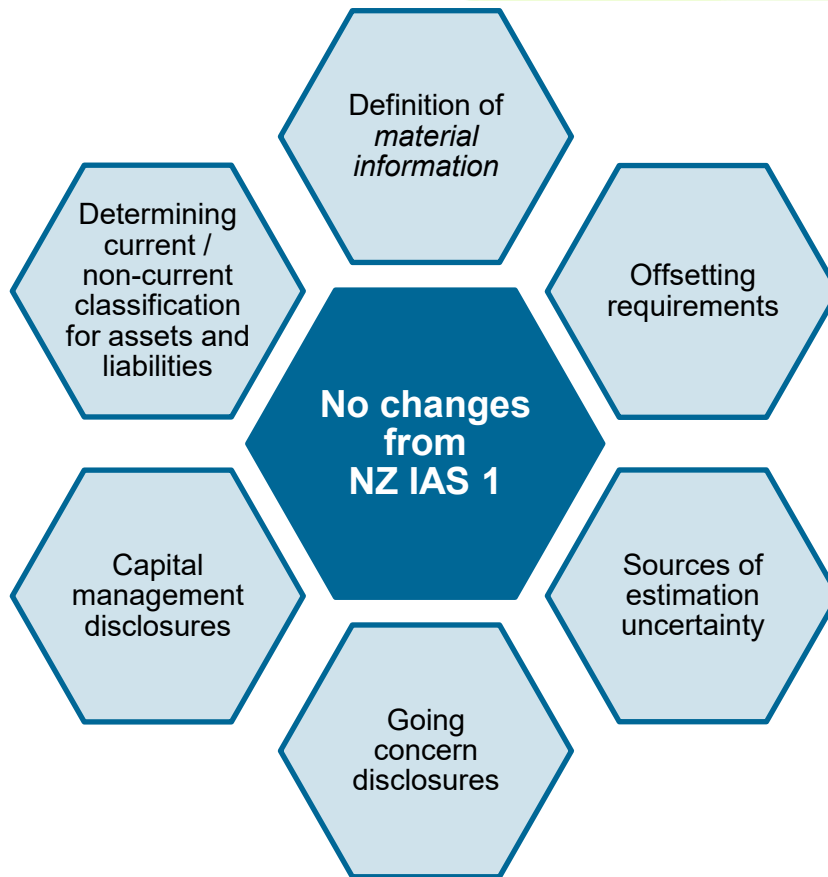 Definition of
material
information
Determining
current /
non-current
classification
for assets and
liabilities
Offsetting
requirements
No changes
from
NZ IAS 1
Capital
management
disclosures
Sources of
estimation
uncertainty
Going
concern
disclosures